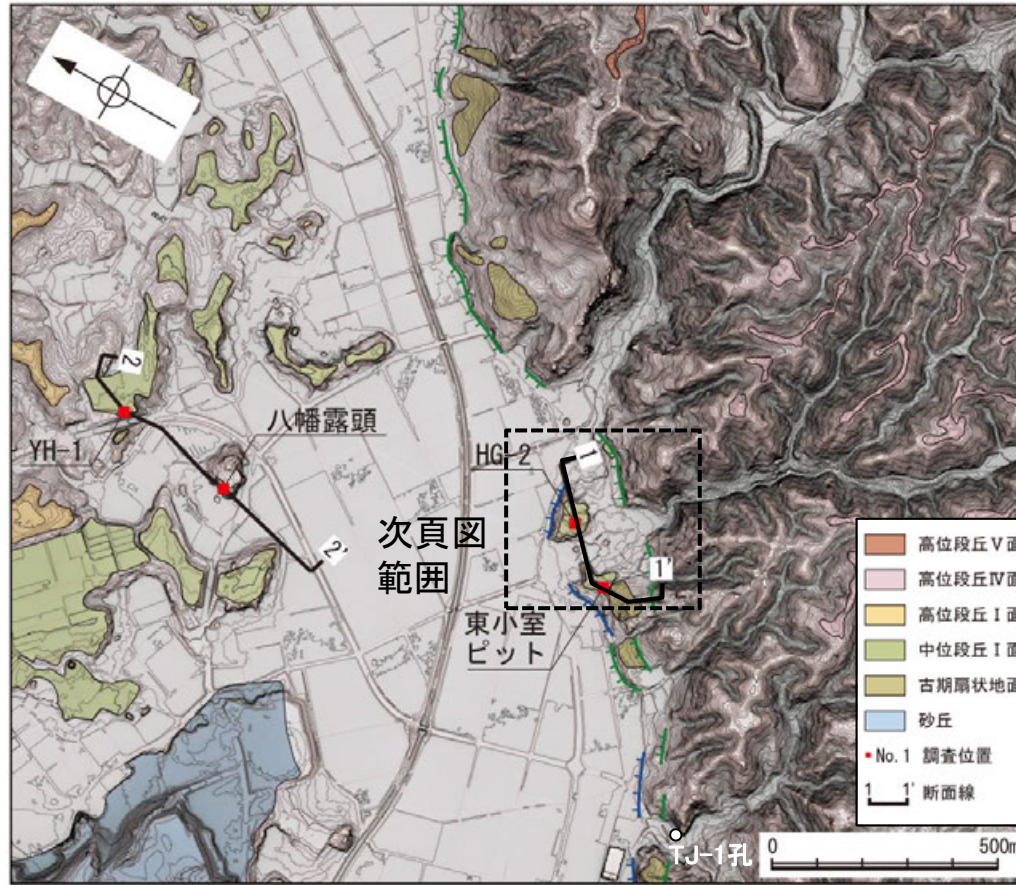 2
YH-1
八幡露頭
2'
HG-2
1
次頁図
範囲
1'
東小室
ピット
高位段丘Ⅴ面
高位段丘Ⅳ面
高位段丘Ⅰ面
中位段丘Ⅰ面
古期扇状地面
砂丘
No.1 調査位置
1 1' 断面線
TJ-1孔
0 500m